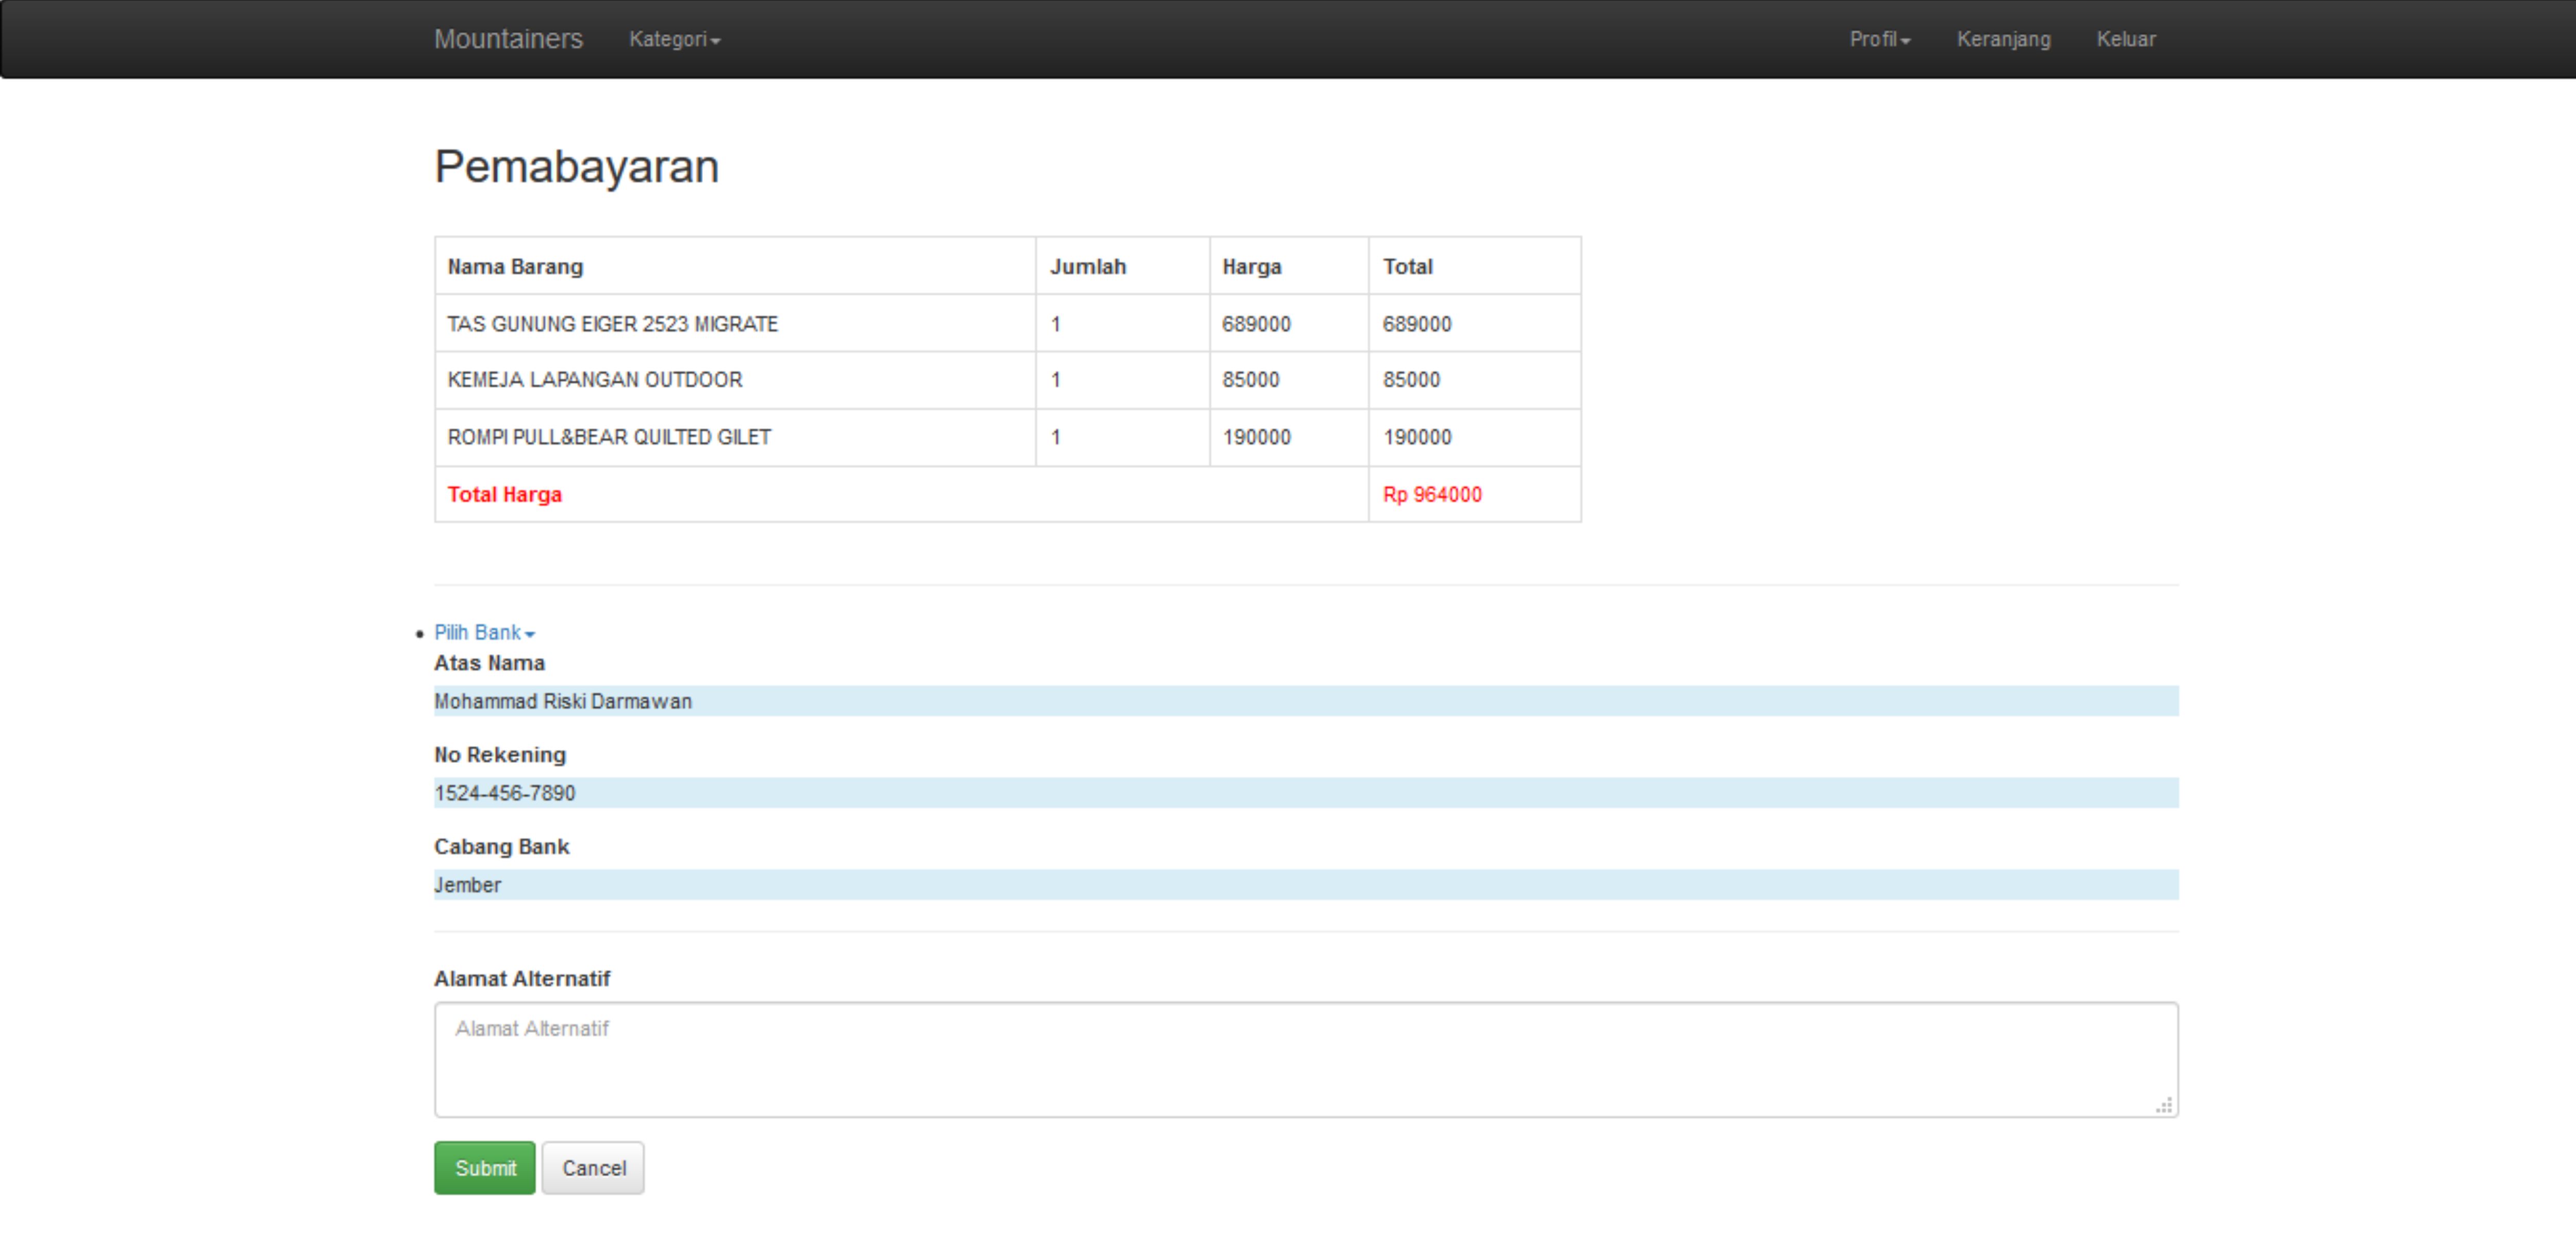 Mountainers Kategori Profil Keranjang Keluar
Pemabayaran
Nama Barang Jumlah Harga Total
TAS GUNUNG EIGER 2523 MIGRATE 1 689000 689000
KEMEJA LAPANGAN OUTDOOR 1 85000 85000
ROMPI PULL&BEAR QUILTED GILET 1 190000 190000
Total Harga Rp 964000
Pilih Bank
Atas Nama
Mohammad Riski Darmawan
No Rekening
1524-456-7890
Cabang Bank
Jember
Alamat Alternatif
Alamat Alternatif
Submit Cancel